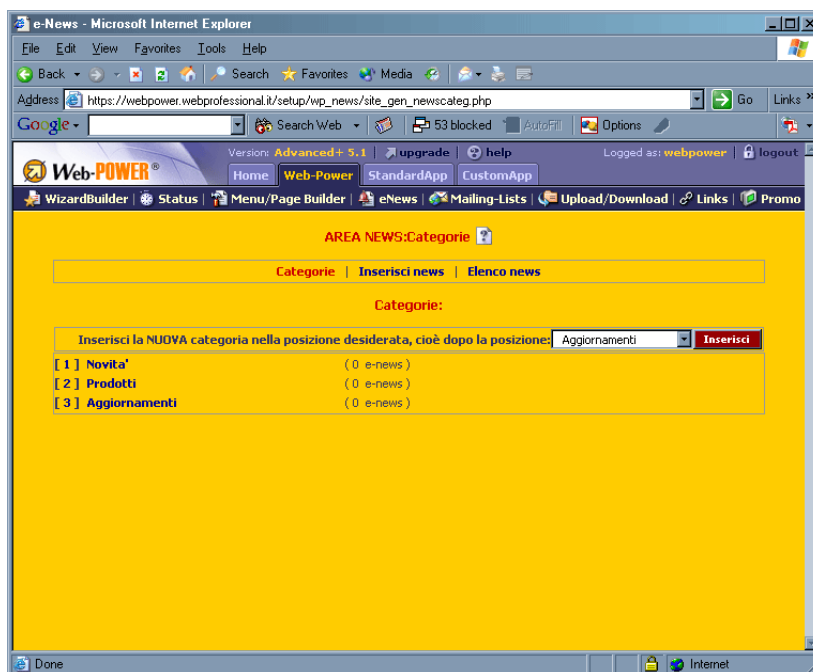 e-News - Microsoft Internet Explorer
File Edit View Favorites Tools Help
Back Search Favorites Media
Address https://webpower.webprofessional.it/setup/wp_news/site_gen_newscateg.php Go Links »
Google Search Web 53 blocked AutoFill Options
Version: Advanced+ 5.1 | upgrade | help Logged as: webpower | logout
Web-POWER®
Home Web-Power StandardApp CustomApp
WizardBuilder | Status | Menu/Page Builder | eNews | Mailing-Lists | Upload/Download | Links | Promo
AREA NEWS:Categorie ?
Categorie | Inserisci news | Elenco news
Categorie:
Inserisci la NUOVA categoria nella posizione desiderata, cioè dopo la posizione: Aggiornamenti Inserisci
[ 1 ] Novita' ( 0 e-news )
[ 2 ] Prodotti ( 0 e-news )
[ 3 ] Aggiornamenti ( 0 e-news )
Done Internet